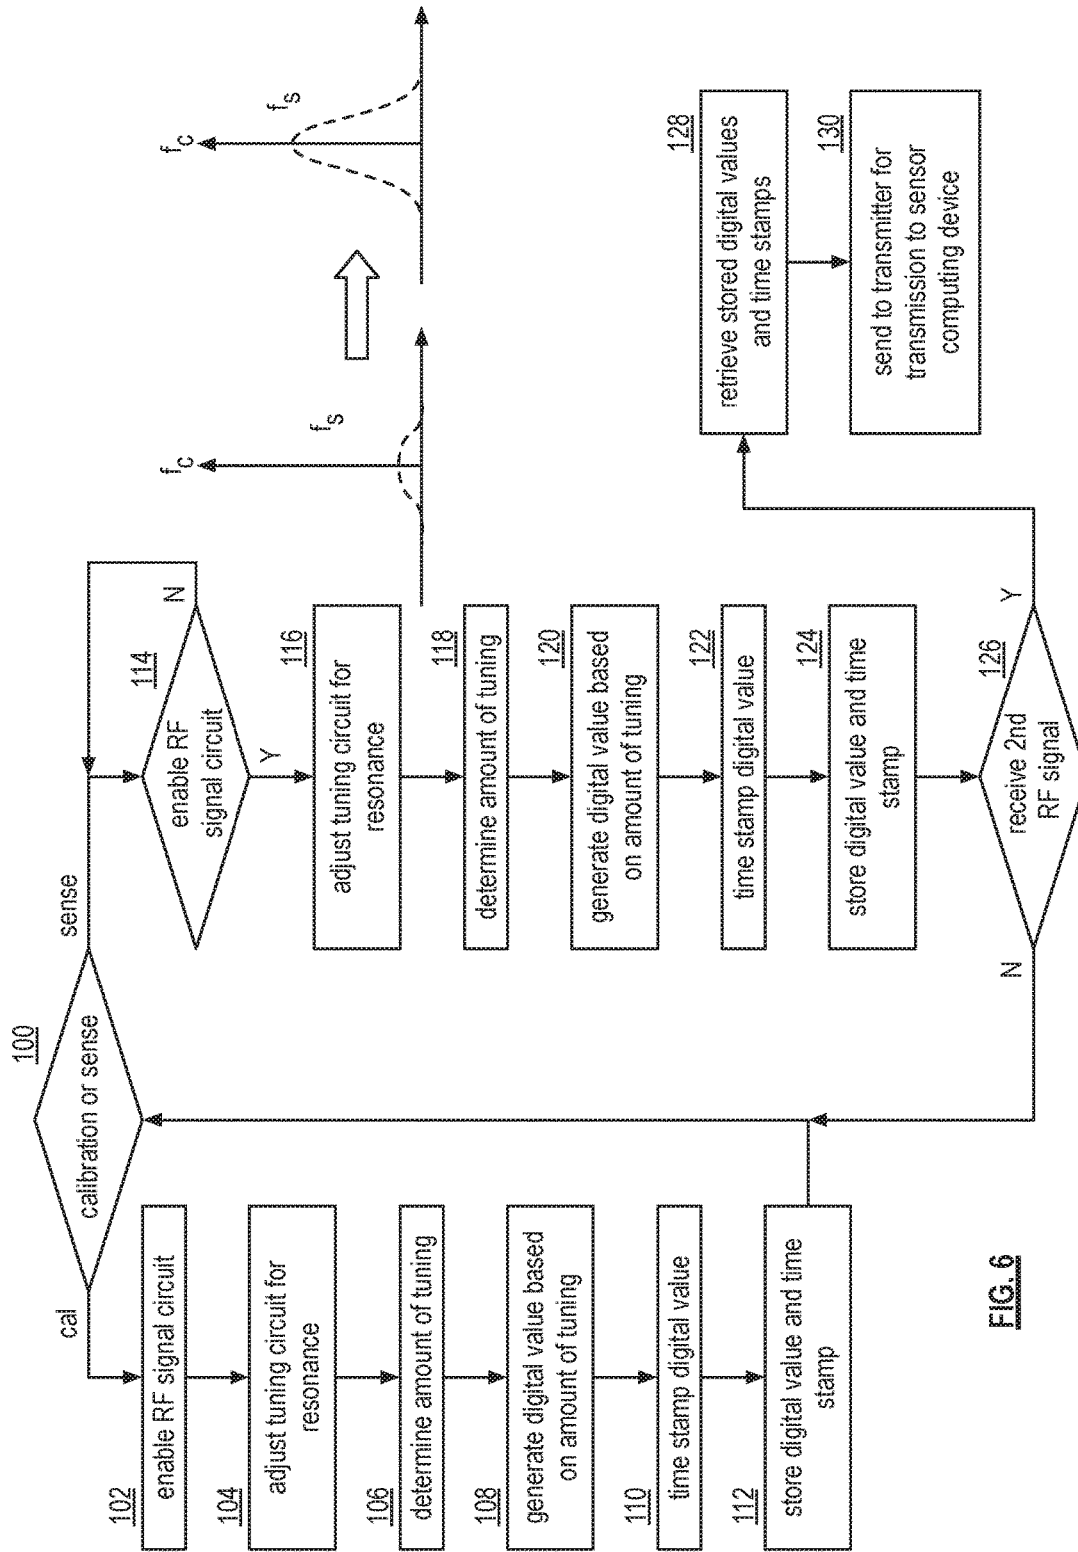 100
calibration or sense
cal
sense
102
enable RF signal circuit
104
adjust tuning circuit for
resonance
106
determine amount of tuning
108
generate digital value based
on amount of tuning
110
time stamp digital value
112
store digital value and time
stamp
114
enable RF
signal circuit
N
Y
116
adjust tuning circuit for
resonance
118
determine amount of tuning
120
generate digital value based
on amount of tuning
122
time stamp digital value
124
store digital value and time
stamp
126
receive 2nd
RF signal
N
Y
fC
fS
fC
fS
128
retrieve stored digital values
and time stamps
130
send to transmitter for
transmission to sensor
computing device
FIG. 6